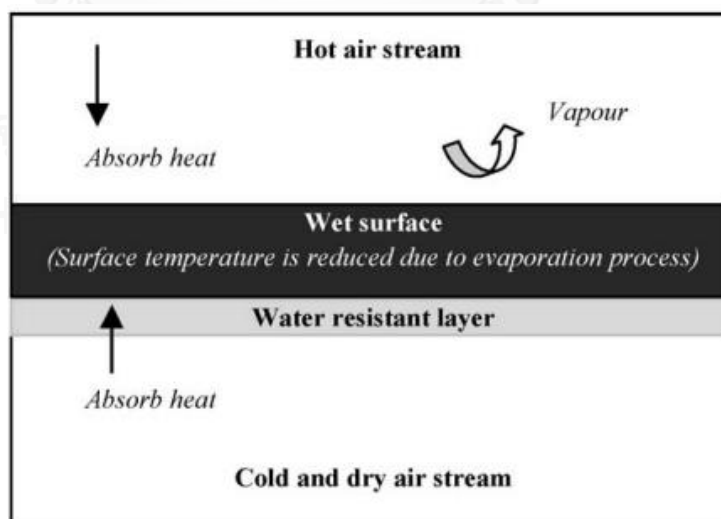 Hot air stream
Vapour
Absorb heat
Wet surface
(Surface temperature is reduced due to evaporation process)
Water resistant layer
Absorb heat
Cold and dry air stream